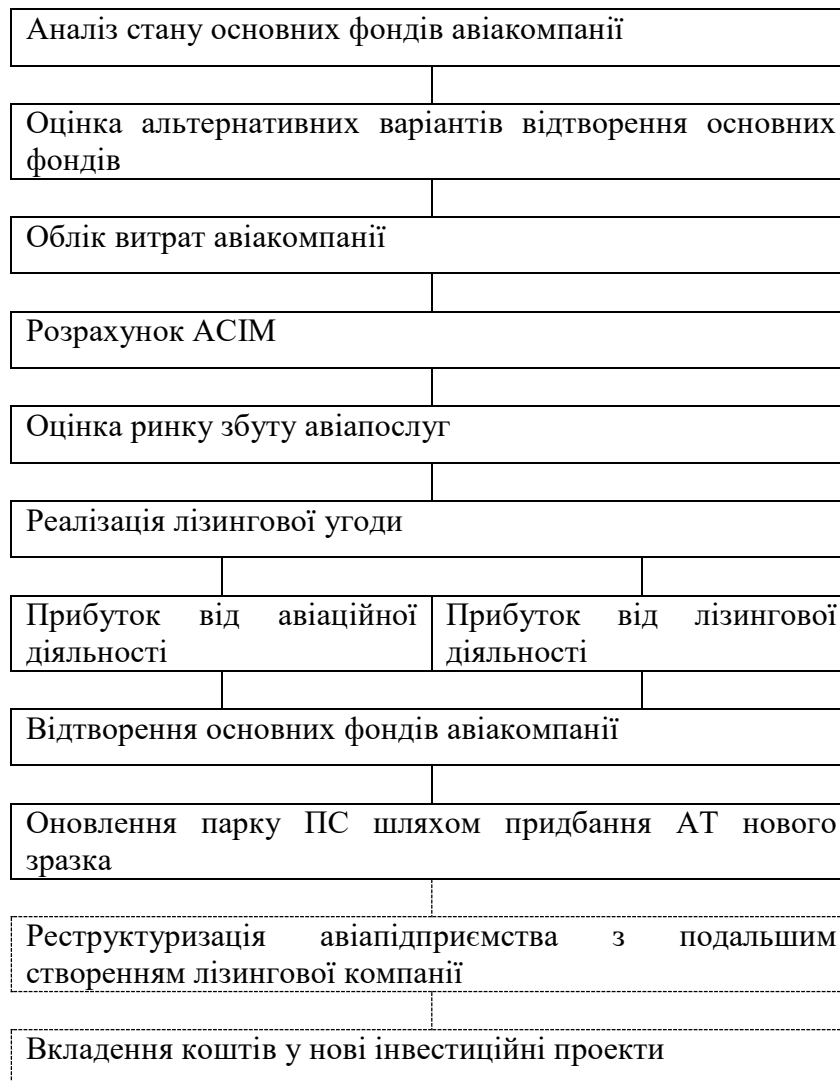 Аналіз стану основних фондів авіакомпанії
Оцінка альтернативних варіантів відтворення основних
фондів
Облік витрат авіакомпанії
Розрахунок АСІМ
Оцінка ринку збуту авіапослуг
Реалізація лізингової угоди
Прибуток від авіаційної
діяльності
Прибуток від лізингової
діяльності
Відтворення основних фондів авіакомпанії
Оновлення парку ПС шляхом придбання АТ нового
зразка
Реструктуризація авіапідприємства з подальшим
створенням лізингової компанії
Вкладення коштів у нові інвестиційні проекти